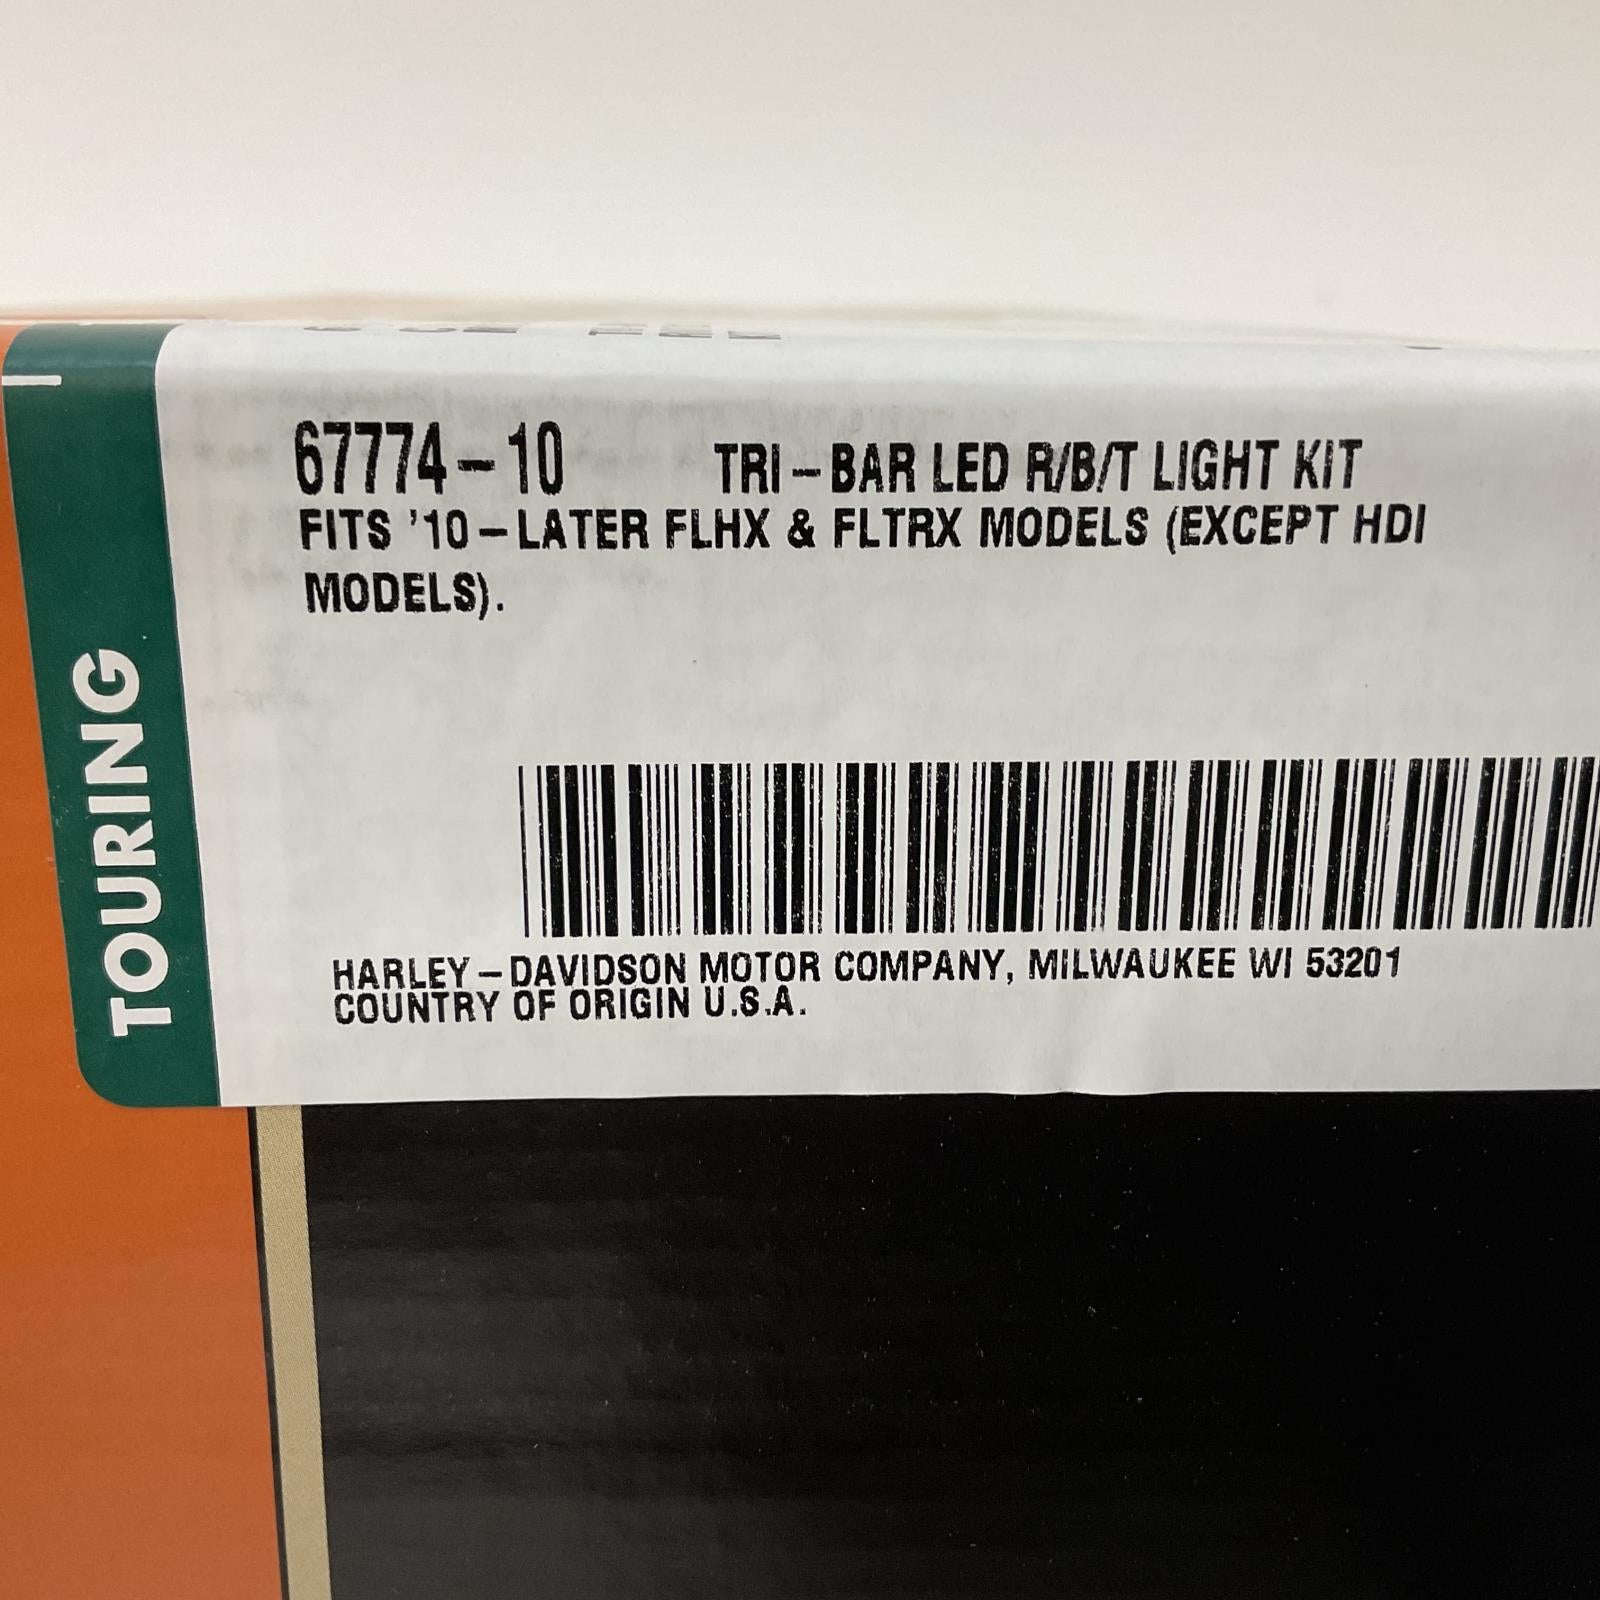 67774-10 TRI-BAR LED R/B/T LIGHT KIT
FITS '10-LATER FLHX & FLTRX MODELS (EXCEPT HDI
MODELS).
TOURING
HARLEY-DAVIDSON MOTOR COMPANY, MILWAUKEE WI 53201
COUNTRY OF ORIGIN U.S.A.